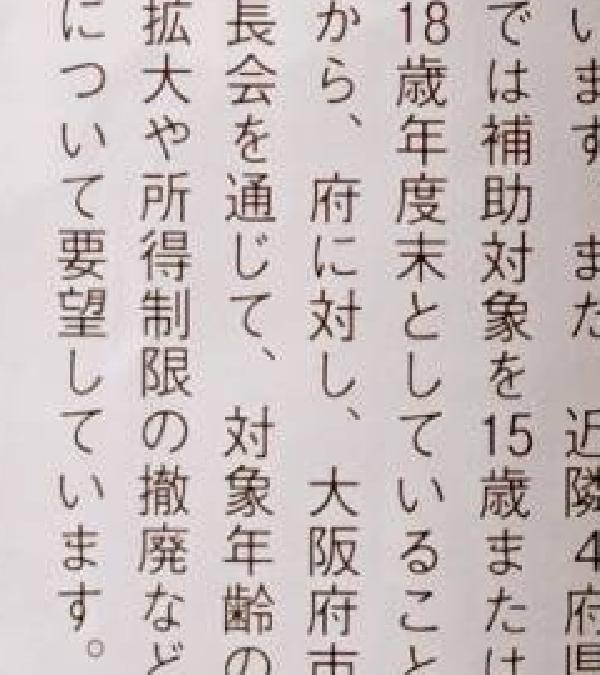 います　また　近隣4府県
では補助対象を15歳または
18歳年度末としていること
から、府に対し、大阪府市
長会を通じて、対象年齢の
拡大や所得制限の撤廃など
について要望しています。